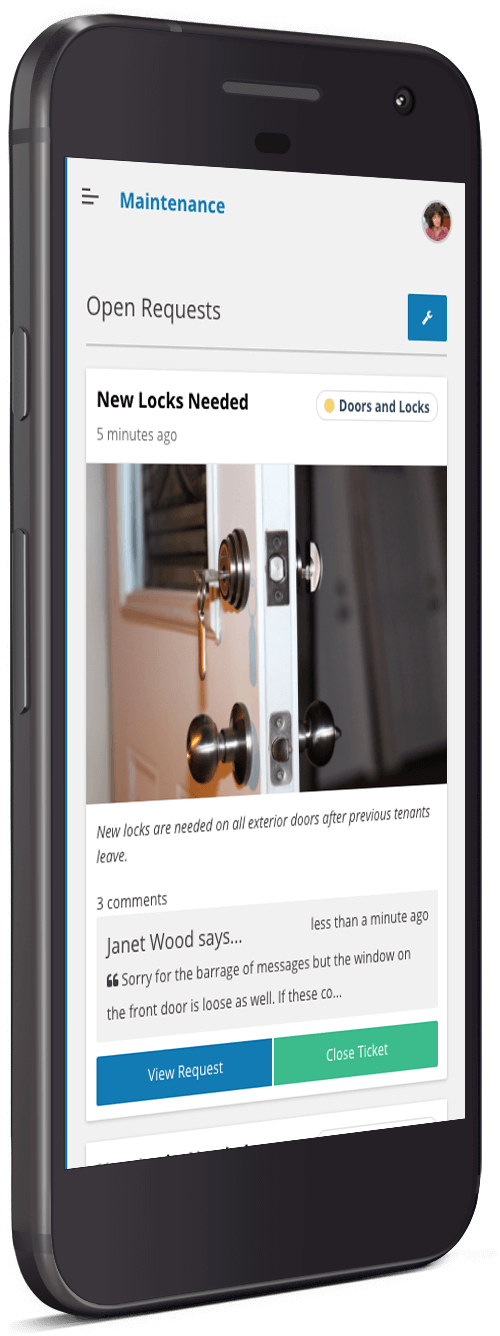 Maintenance
Open Requests
New Locks Needed
Doors and Locks
5 minutes ago
New locks are needed on all exterior doors after previous tenants
leave.
3 comments
Janet Wood says...
less than a minute ago
❝ Sorry for the barrage of messages but the window on
the front door is loose as well. If these co...
View Request
Close Ticket